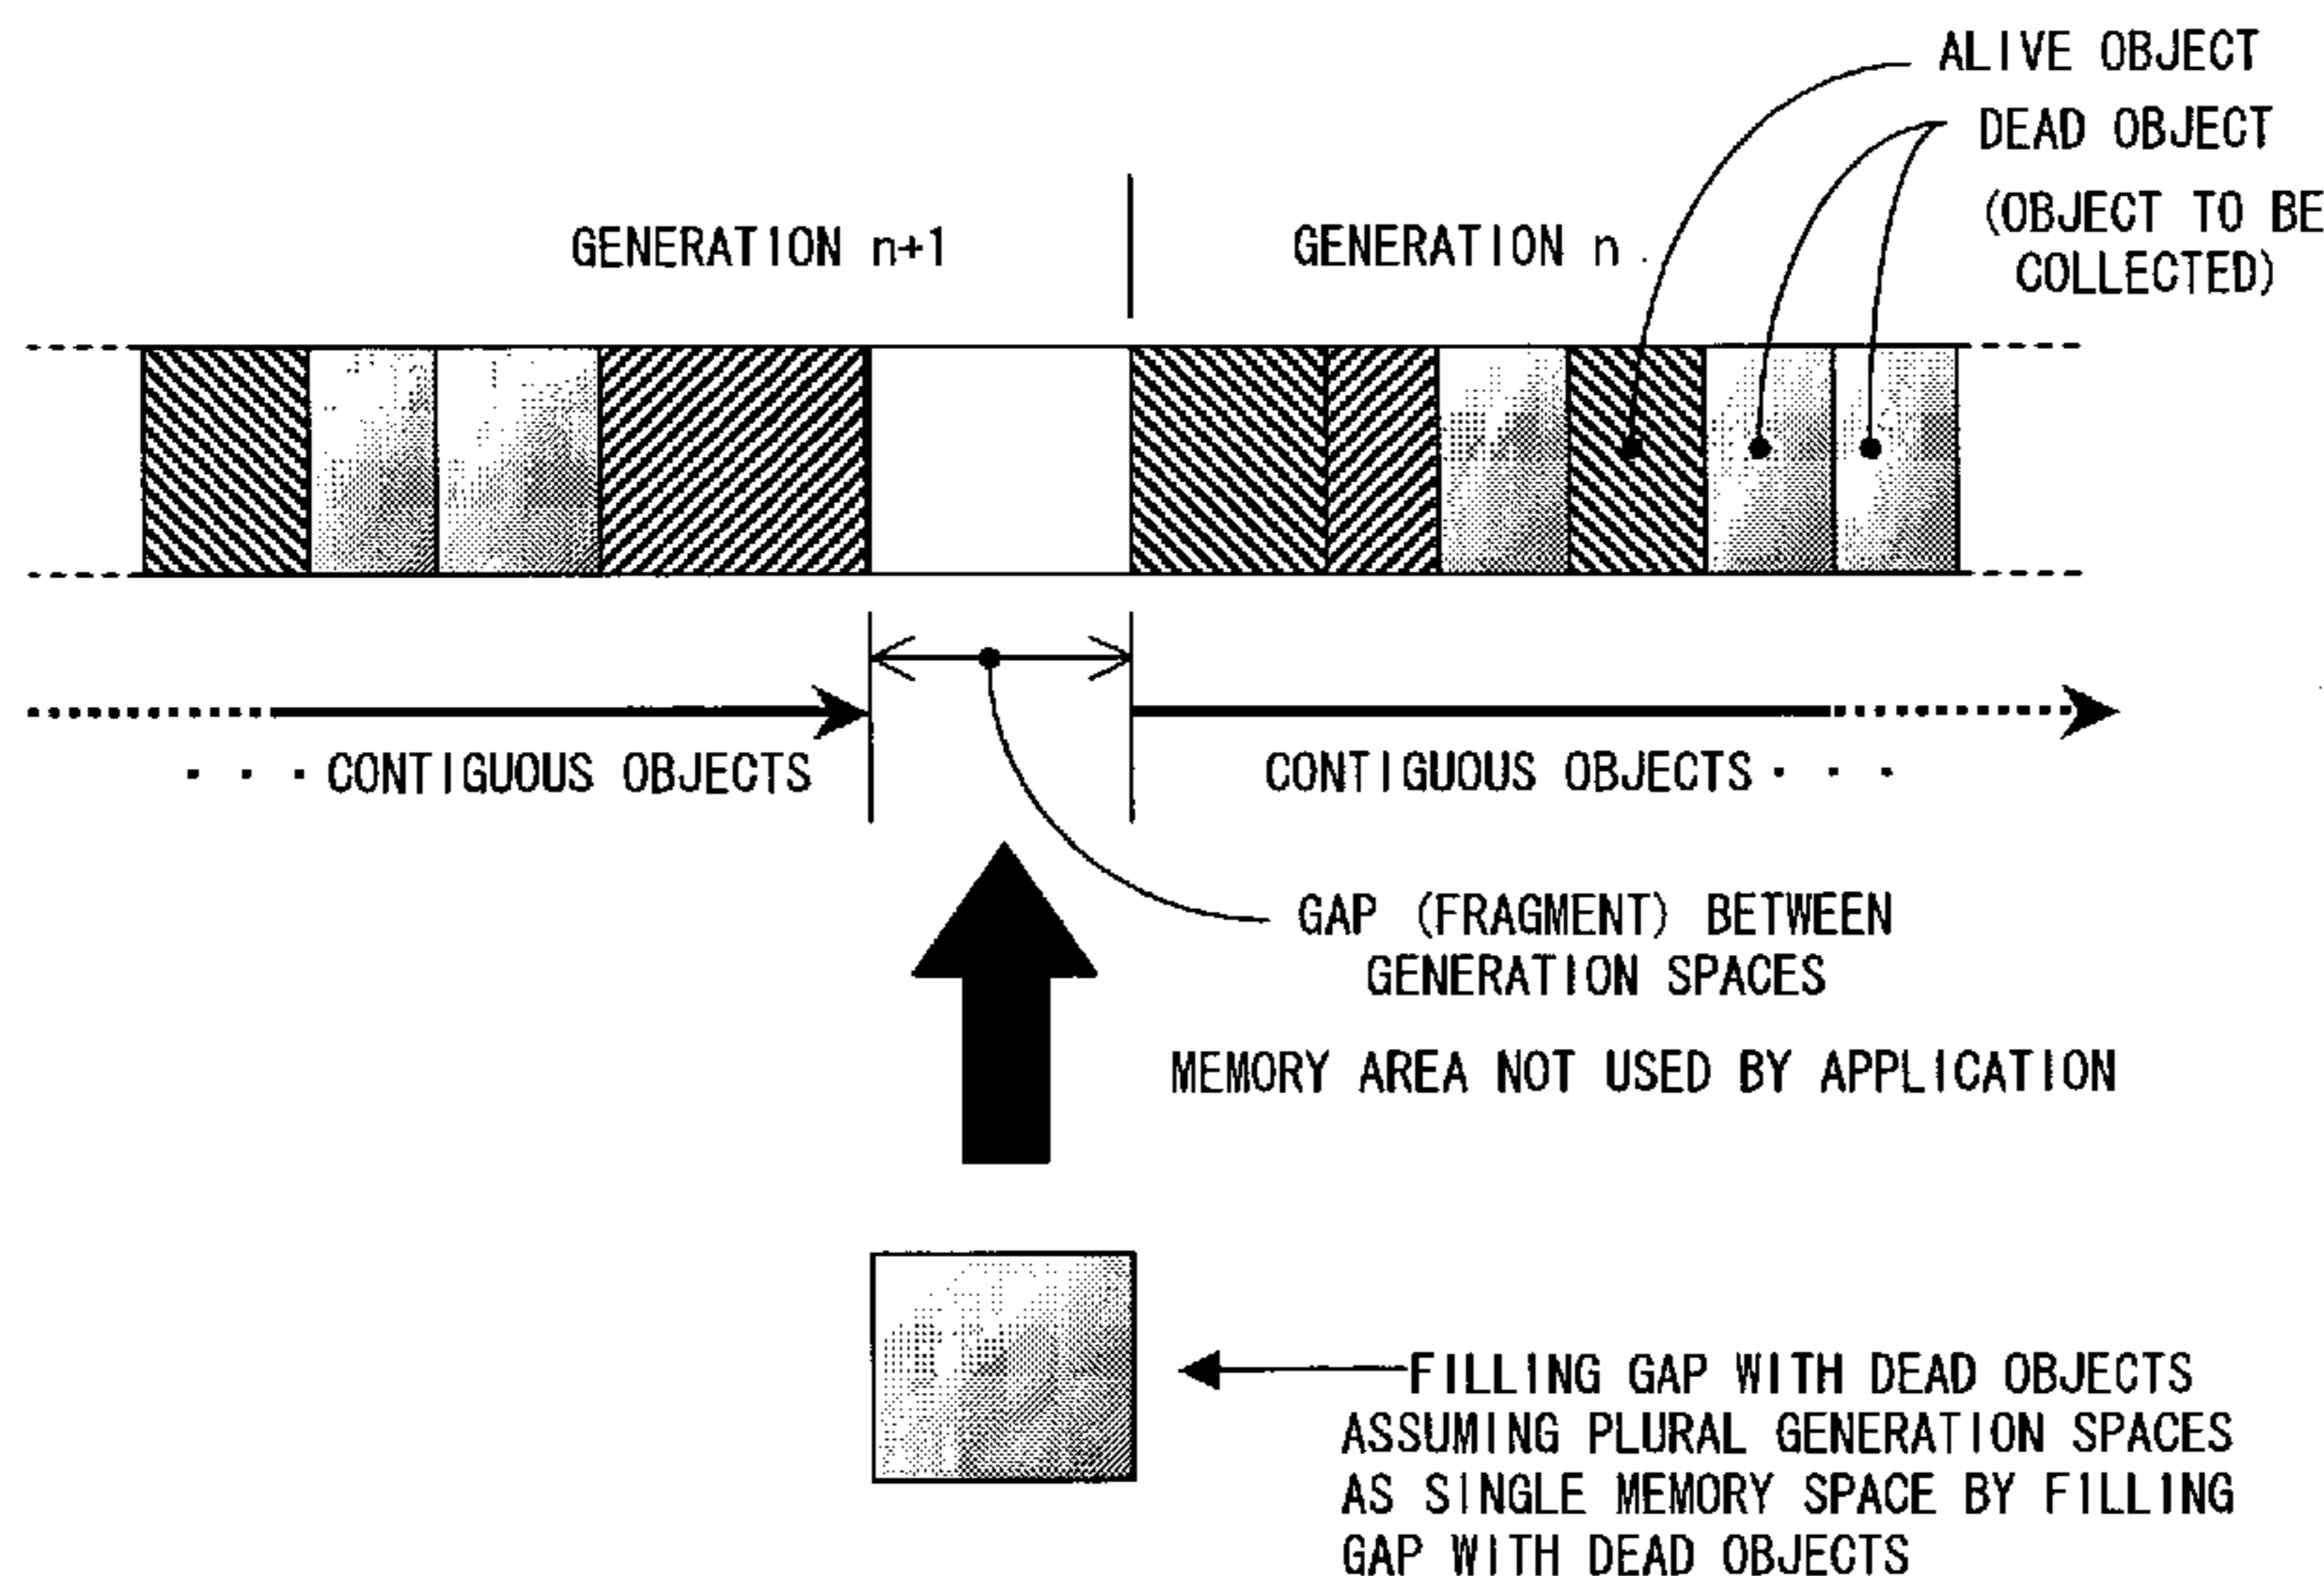 ALIVE OBJECT
DEAD OBJECT
(OBJECT TO BE
COLLECTED)
GENERATION n+1
GENERATION n
· · · CONTIGUOUS OBJECTS
CONTIGUOUS OBJECTS · · ·
GAP (FRAGMENT) BETWEEN
GENERATION SPACES
MEMORY AREA NOT USED BY APPLICATION
FILLING GAP WITH DEAD OBJECTS
ASSUMING PLURAL GENERATION SPACES
AS SINGLE MEMORY SPACE BY FILLING
GAP WITH DEAD OBJECTS